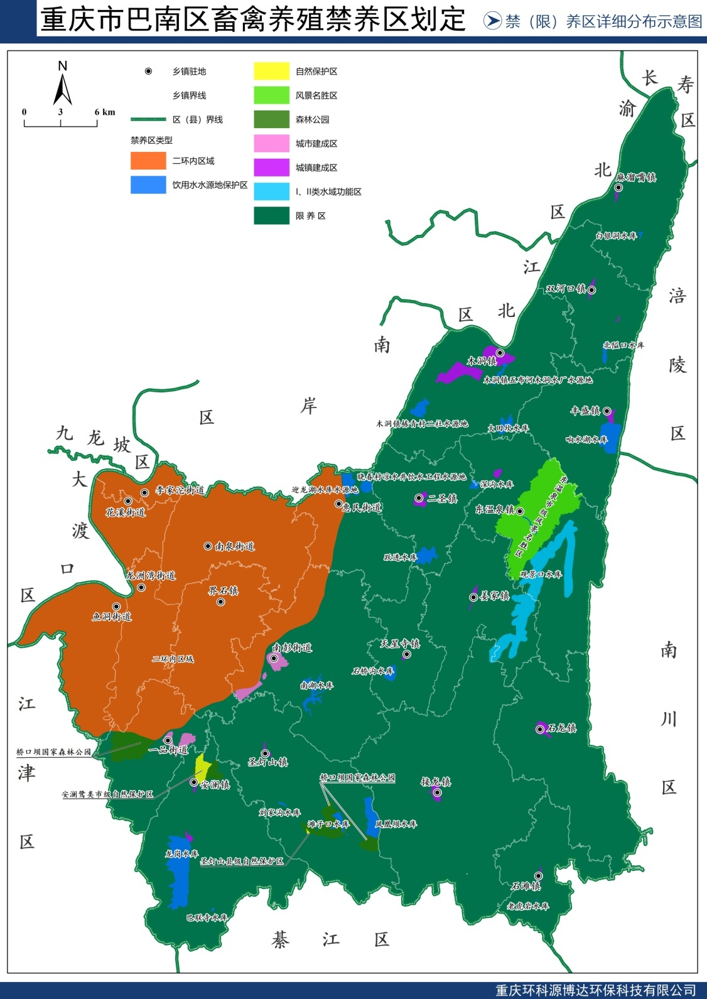 重庆市巴南区畜禽养殖禁养区划定
禁（限）养区详细分布示意图
N
0 3 6 km
乡镇驻地
乡镇界线
区（县）界线
禁养区类型
二环内区域
饮用水水源地保护区
自然保护区
风景名胜区
森林公园
城市建成区
城镇建成区
I、II类水域功能区
限 养 区
长寿区
渝北区
麻溜嘴镇
白银洞水库
江北区
双河口镇
涪陵区
北隘口水库
南岸区
木洞镇
木洞镇五布河木洞水厂水源地
丰盛镇
木洞镇栋青村二社水源地
大田坎水库
响水湖水库
九龙坡区
大渡口区
李家沱街道
花溪街道
迎龙湖水库水源地
晓春村凉水井饮水工程水源地
深沟水库
惠民街道
二圣镇
东温泉镇
东温泉市级风景名胜区
南泉街道
跃进水库
观景口水库
龙洲湾街道
界石镇
姜家镇
鱼洞街道
南彭街道
天星寺镇
二环内区域
石桥沟水库
南湖水库
南川区
江津区
石龙镇
桥口坝国家森林公园
一品街道
圣灯山镇
桥口坝国家森林公园
接龙镇
安澜镇
安澜鹭类市级自然保护区
刘家沟水库
滩子口水库
凤凰坝水库
龙岗水库
圣灯山县级自然保护区
石滩镇
老虎岩水库
巴联寺水库
綦江区
重庆环科源博达环保科技有限公司